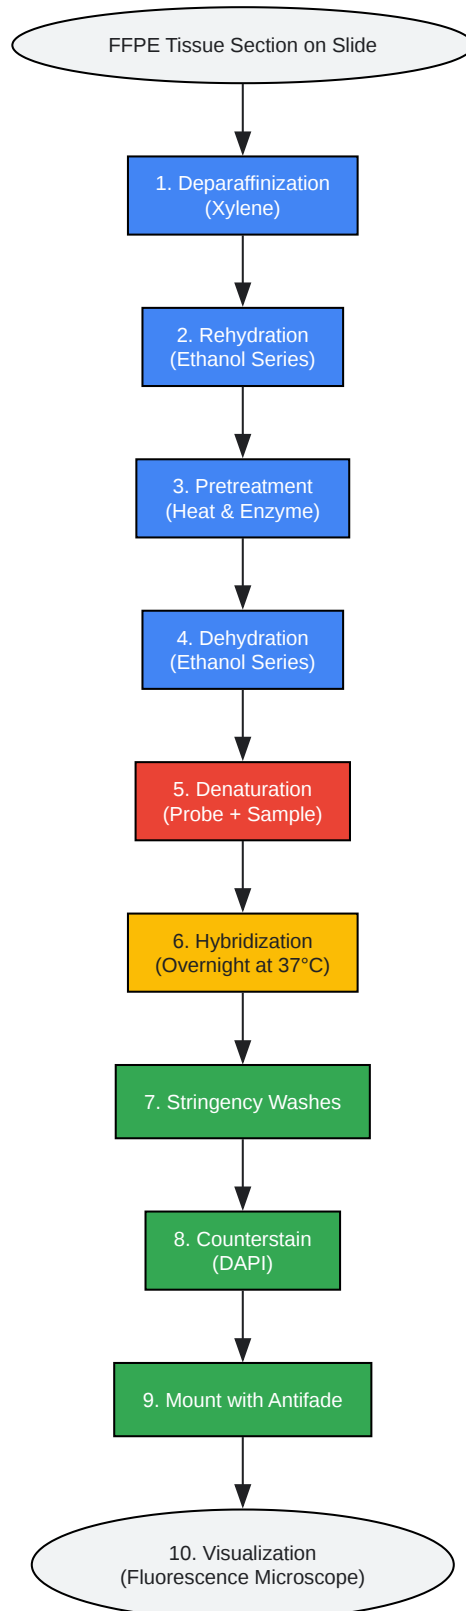 FFPE Tissue Section on Slide
1. Deparaffinization
(Xylene)
2. Rehydration
(Ethanol Series)
3. Pretreatment
(Heat & Enzyme)
4. Dehydration
(Ethanol Series)
5. Denaturation
(Probe + Sample)
6. Hybridization
(Overnight at 37°C)
7. Stringency Washes
8. Counterstain
(DAPI)
9. Mount with Antifade
10. Visualization
(Fluorescence Microscope)